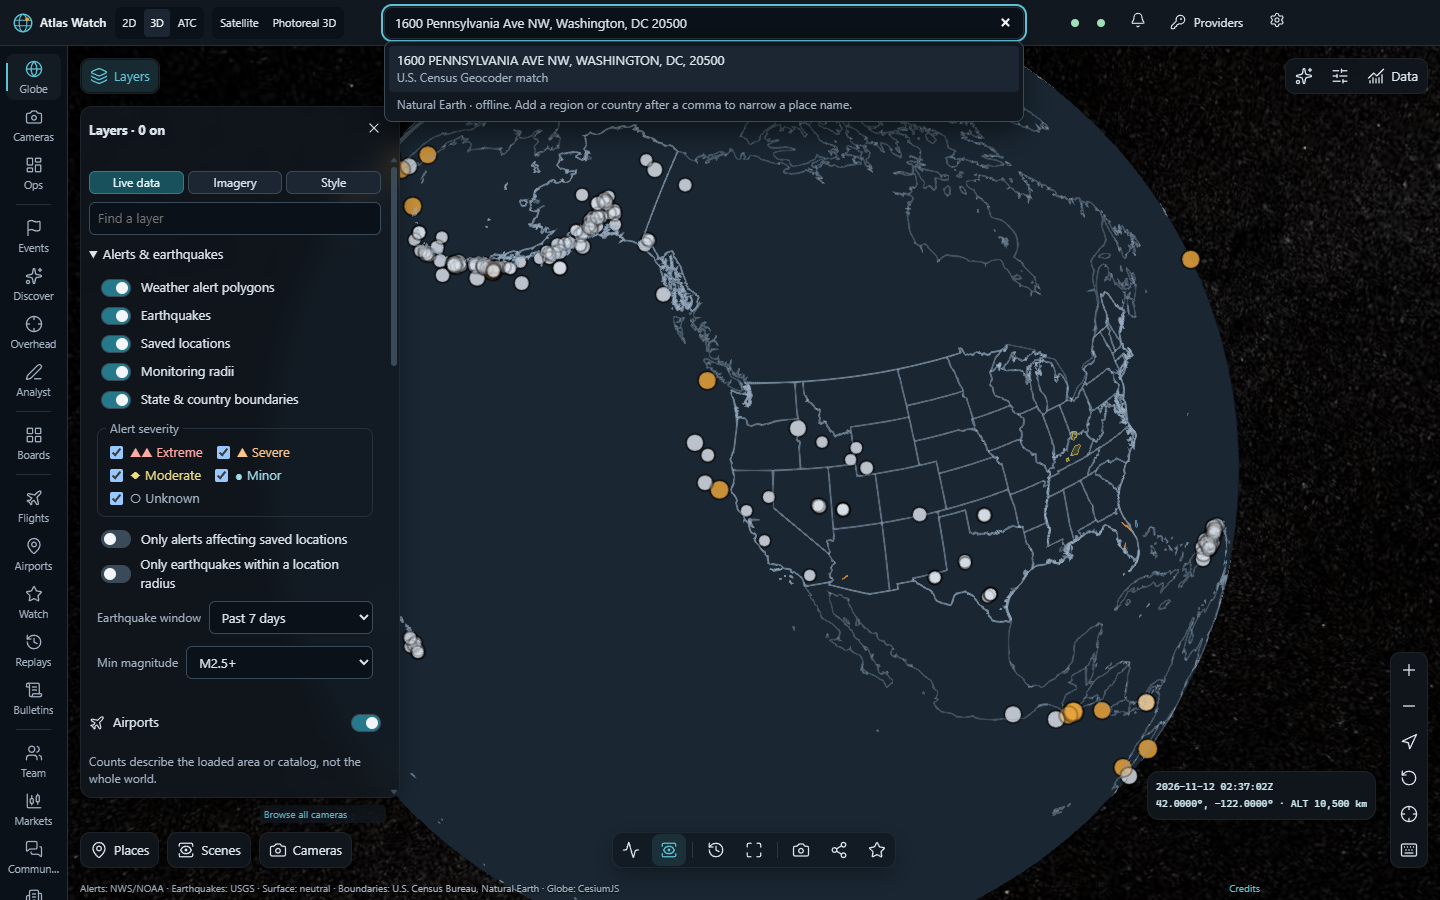 Atlas Watch
2D
3D
ATC
Satellite
Photoreal 3D
1600 Pennsylvania Ave NW, Washington, DC 20500
Providers
1600 PENNSYLVANIA AVE NW, WASHINGTON, DC, 20500
U.S. Census Geocoder match
Natural Earth · offline. Add a region or country after a comma to narrow a place name.
Globe
Cameras
Ops
Events
Discover
Overhead
Analyst
Boards
Flights
Airports
Watch
Replays
Bulletins
Team
Markets
Commun...
Layers
Data
Layers · 0 on
Live data
Imagery
Style
Find a layer
Alerts & earthquakes
Weather alert polygons
Earthquakes
Saved locations
Monitoring radii
State & country boundaries
Alert severity
Extreme
Severe
Moderate
Minor
Unknown
Only alerts affecting saved locations
Only earthquakes within a location
radius
Earthquake window
Past 7 days
Min magnitude
M2.5+
Airports
Counts describe the loaded area or catalog, not the
whole world.
Browse all cameras
Places
Scenes
Cameras
2026-11-12 02:37:02Z
42.0000°, -122.0000° · ALT 10,500 km
Alerts: NWS/NOAA · Earthquakes: USGS · Surface: neutral · Boundaries: U.S. Census Bureau, Natural Earth · Globe: CesiumJS
Credits